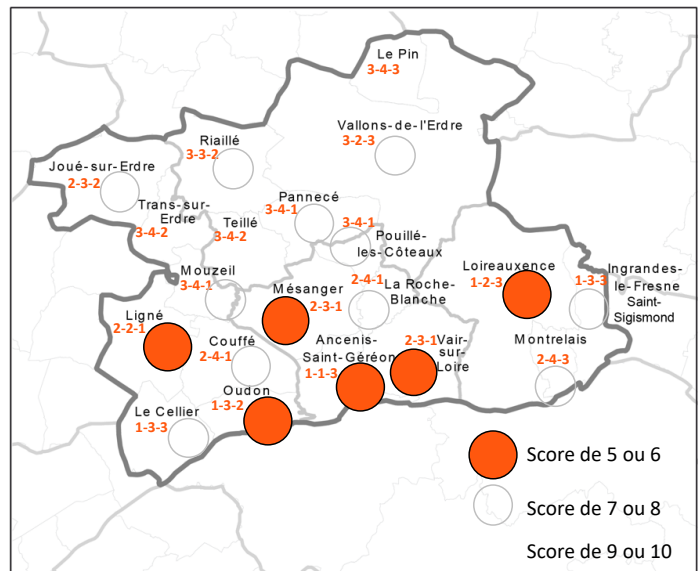 Le Pin
3-4-3
Vallons-de-l'Erdre
3-2-3
Riaillé
3-3-2
Joué-sur-Erdre
2-3-2
Trans-sur-
Erdre
3-4-2
Teillé
3-4-2
Pannecé
3-4-1
3-4-1
Pouillé-
les-Côteaux
Mouzeil
3-4-1
Mésanger
2-3-1
2-4-1
La Roche-
Blanche
Loireauxence
1-2-3
1-3-3
Ingrandes-
le-Fresne
Saint-
Sigismond
Ligné
2-2-1
Couffé
2-4-1
Ancenis-
Saint-Géréon
1-1-3
2-3-1
Vair-
sur-
Loire
Montrelais
2-4-3
Oudon
1-3-2
Le Cellier
1-3-3
Score de 5 ou 6
Score de 7 ou 8
Score de 9 ou 10